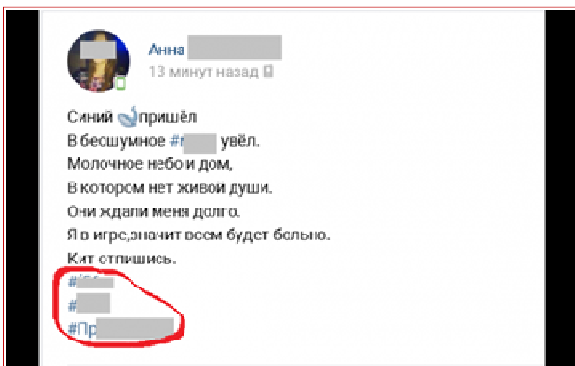 Анна
13 минут назад
Синий пришёл
В бесшумное # увёл.
Молочное небо и дом,
В котором нет живой души.
Они ждали меня долго.
Я в игре, значит всем будет больно.
Кит отпишись.
#
#
#Пр